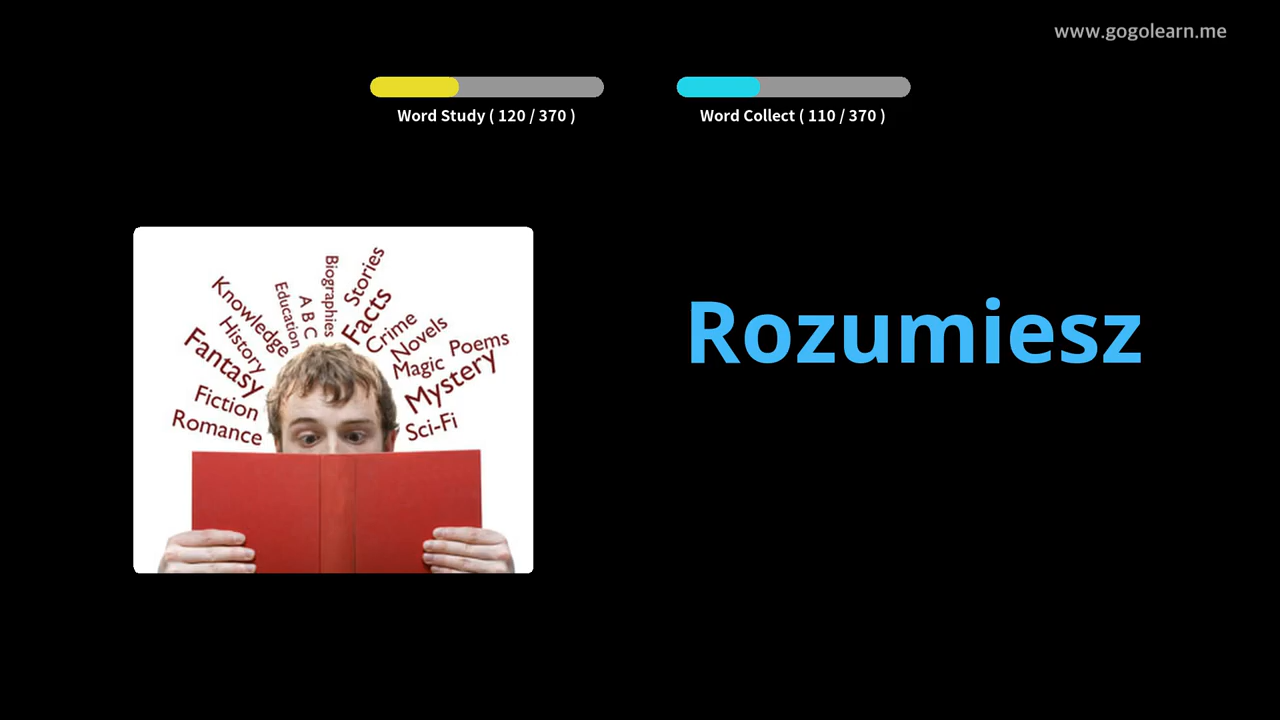 www.gogolearn.me
Word Study ( 120 / 370 )
Word Collect ( 110 / 370 )
Rozumiesz
Biographies
Stories
Education
A B C
Facts
Knowledge
History
Crime
Novels
Fantasy
Magic
Poems
Mystery
Fiction
Romance
Sci-Fi